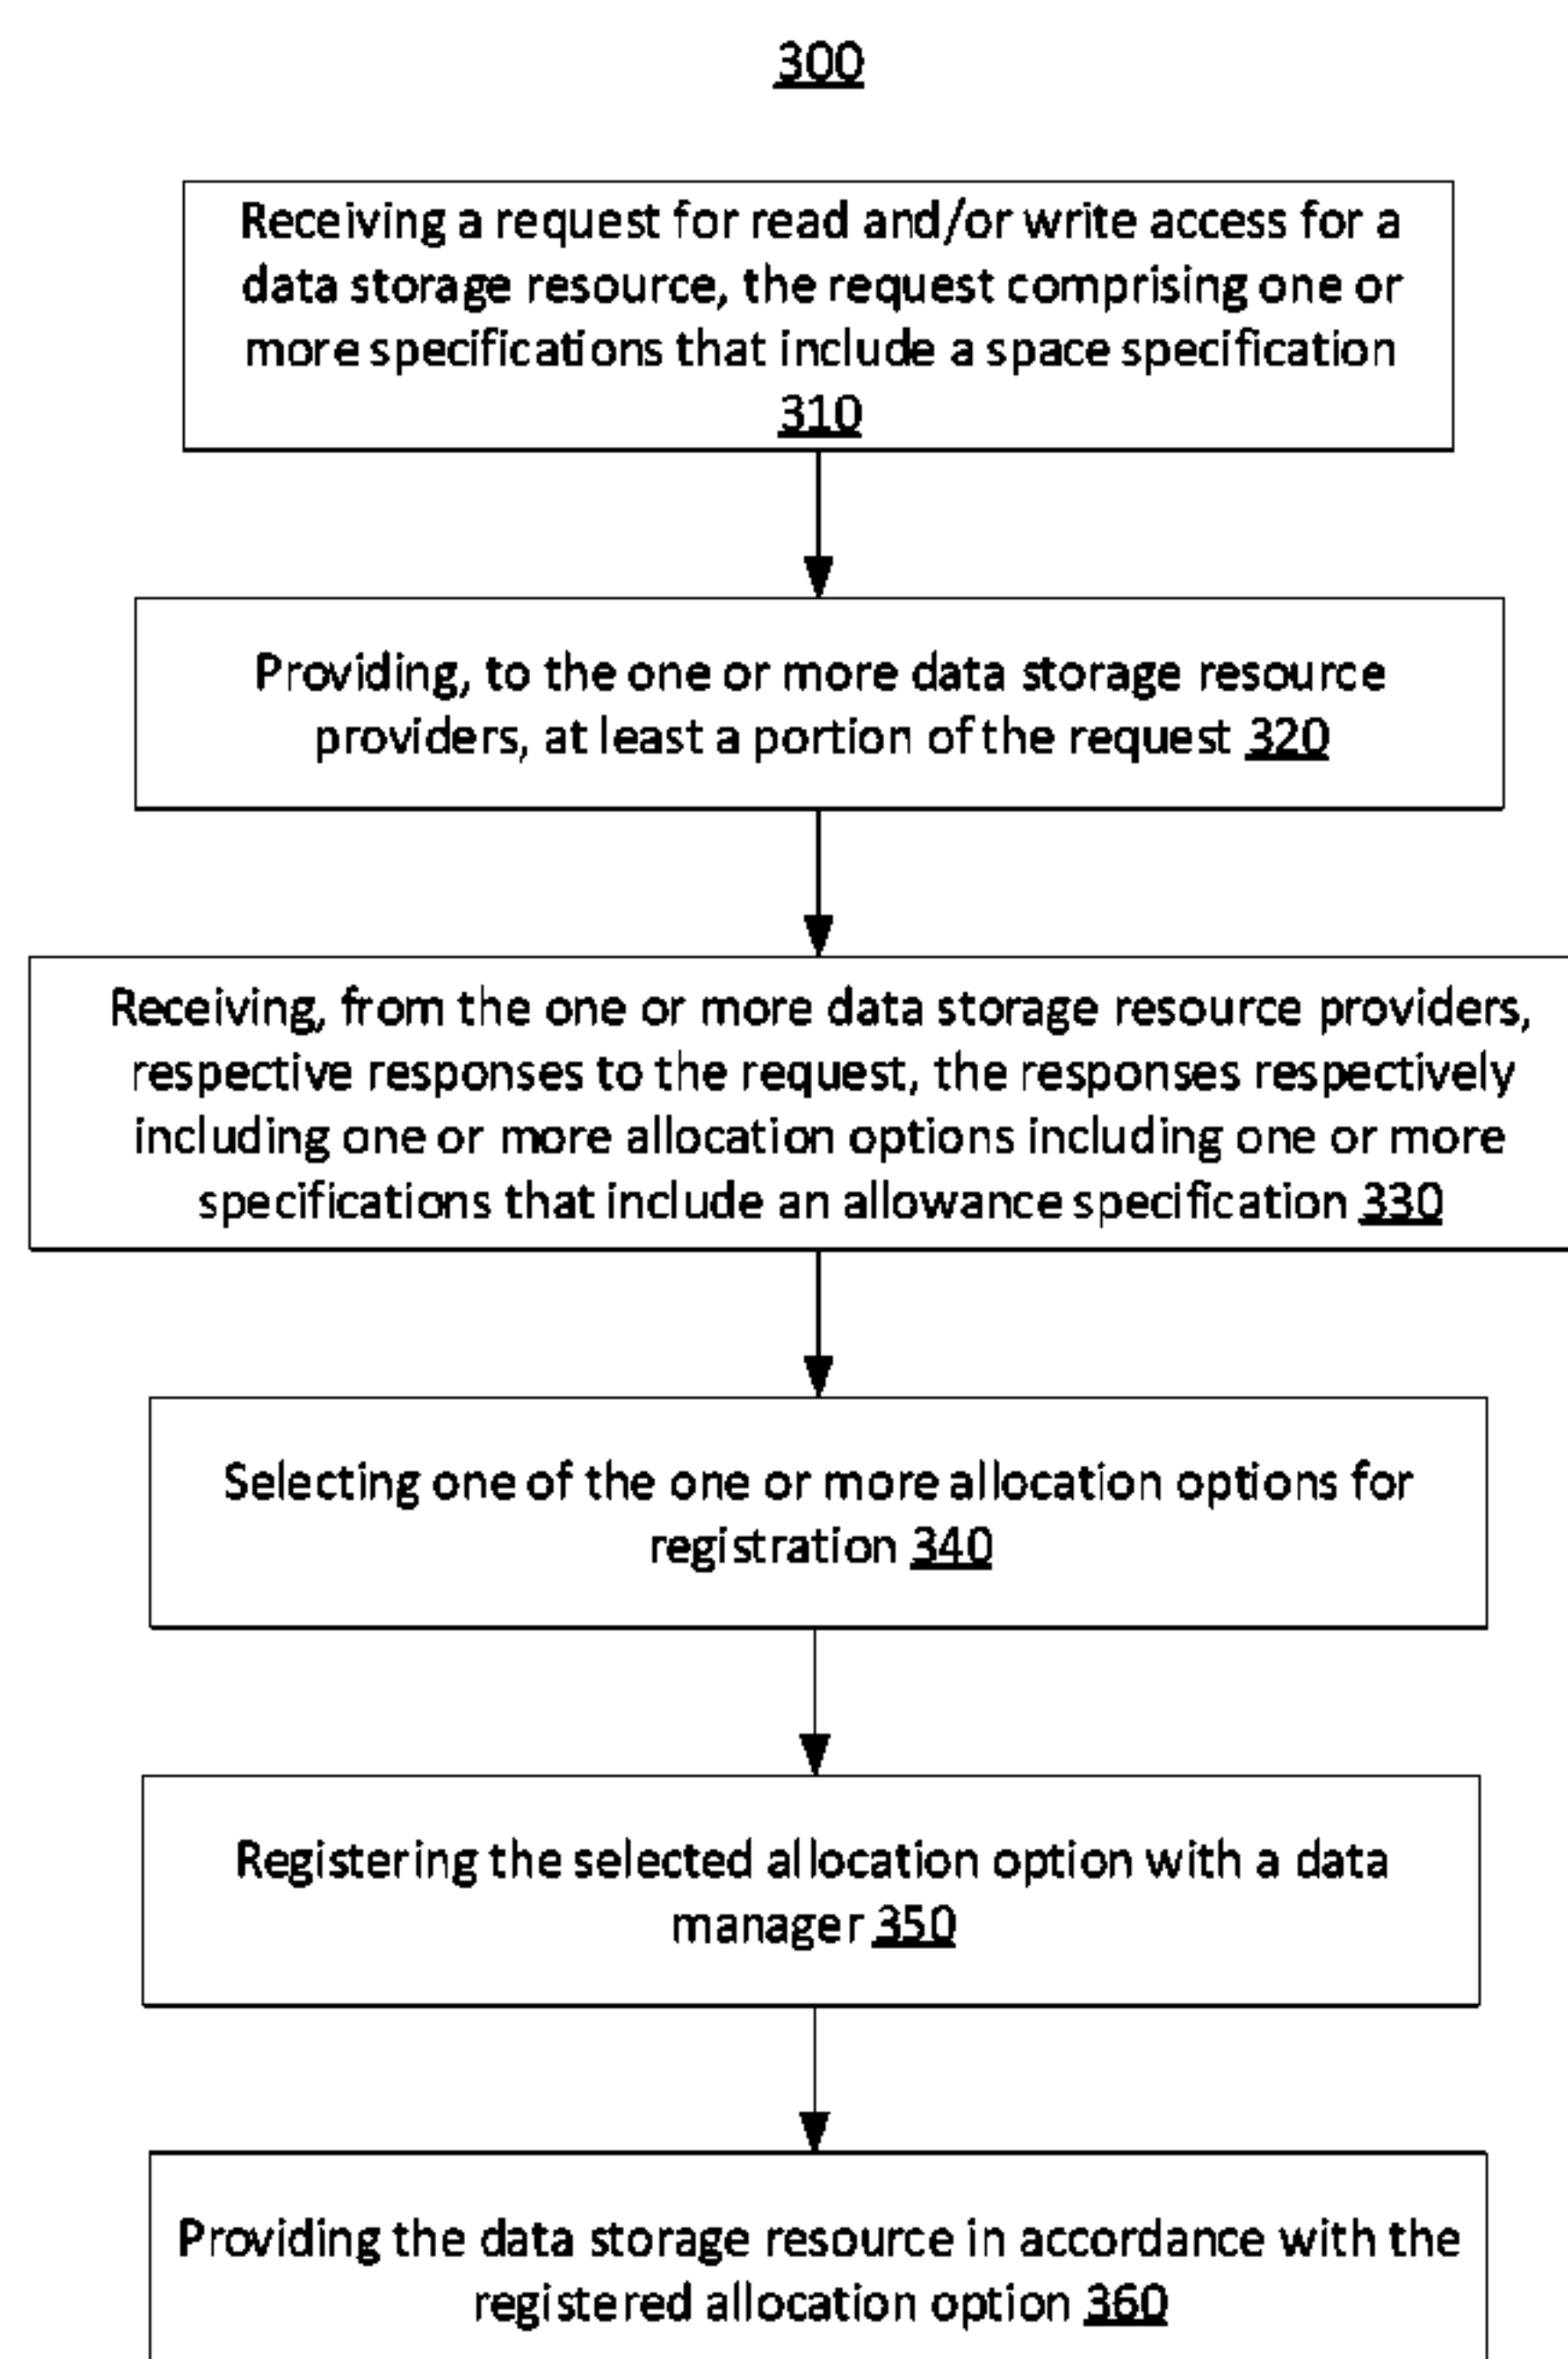 300
Receiving a request for read and/or write access for a
data storage resource, the request comprising one or
more specifications that include a space specification
310
Providing, to the one or more data storage resource
providers, at least a portion of the request 320
Receiving, from the one or more data storage resource providers,
respective responses to the request, the responses respectively
including one or more allocation options including one or more
specifications that include an allowance specification 330
Selecting one of the one or more allocation options for
registration 340
Registering the selected allocation option with a data
manager 350
Providing the data storage resource in accordance with the
registered allocation option 360